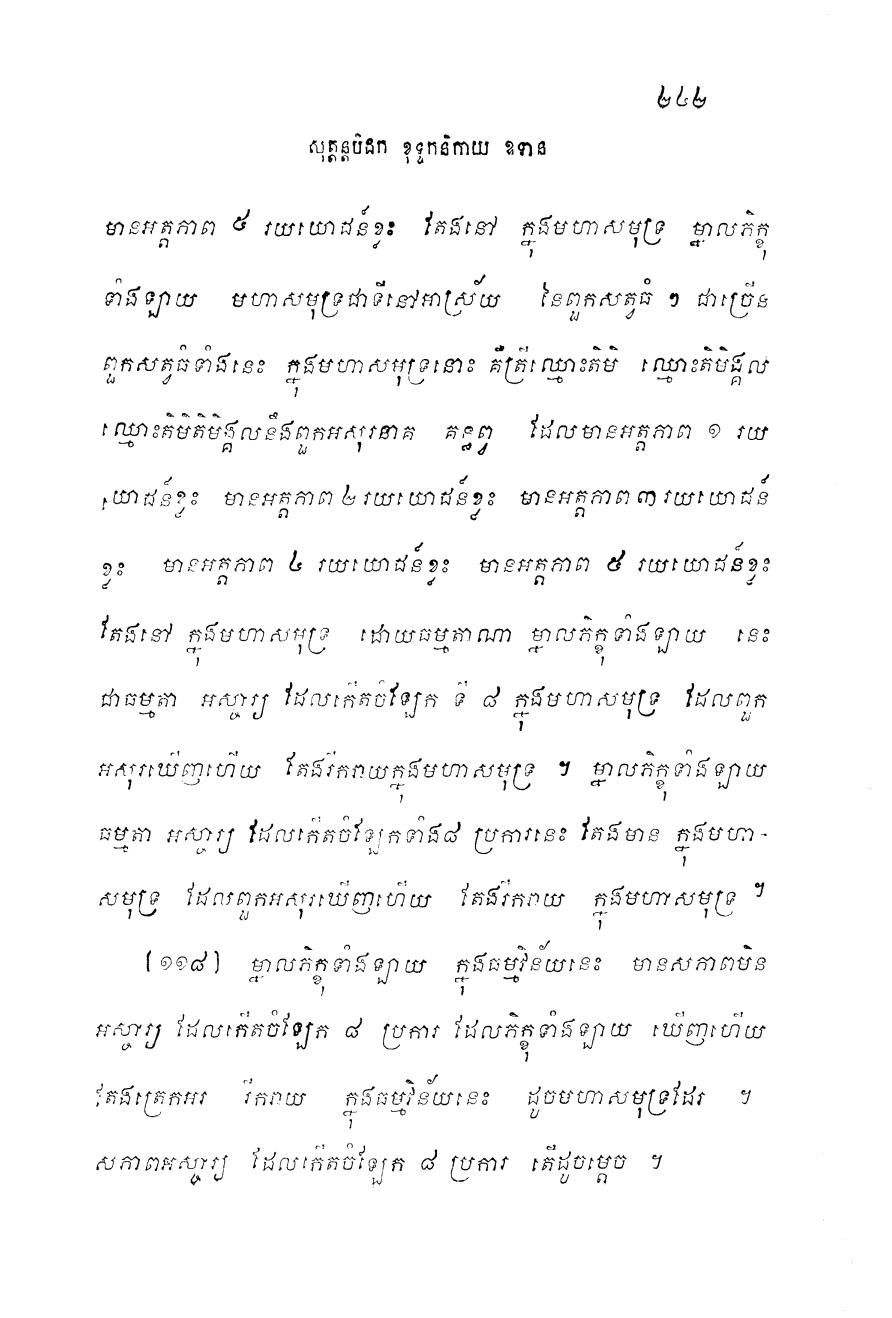 ២៤២
សុត្តន្តបិដក ខុទ្ទកនិកាយ ឧទាន
មានអត្តភាព ៥ រយយោជន៍ខ្លះ តែងនៅ ក្នុងមហាសមុទ្រ ម្នាលភិក្ខុ
ទាំងឡាយ មហាសមុទ្រជាទីនៅអាស្រ័យ នៃពួកសត្វធំ ៗ ជាច្រើន
ពួកសត្វធំទាំងនេះ ក្នុងមហាសមុទ្រនោះ គឺត្រីឈ្មោះតិមិ ឈ្មោះតិមិង្គល
ឈ្មោះតិមិតិមិង្គលនឹងពួកអសុរនាគ គន្ធព្វ ដែលមានអត្តភាព ១ រយ
យោជន៍ខ្លះ មានអត្តភាព ២ រយយោជន៍ខ្លះ មានអត្តភាព ៣ រយយោជន៍
ខ្លះ មានអត្តភាព ៤ រយយោជន៍ខ្លះ មានអត្តភាព ៥ រយយោជន៍ខ្លះ
តែងនៅ ក្នុងមហាសមុទ្រ ដោយធម្មតាណា ម្នាលភិក្ខុទាំងឡាយ នេះ
ជាធម្មតា អស្ចារ្យ ដែលកើតចំឡែក ទី ៨ ក្នុងមហាសមុទ្រ ដែលពួក
អសុរឃើញហើយ តែងរីករាយក្នុងមហាសមុទ្រ ។ ម្នាលភិក្ខុទាំងឡាយ
ធម្មតា អស្ចារ្យ ដែលកើតចំឡែកទាំង៨ ប្រការនេះ តែងមាន ក្នុងមហា-
សមុទ្រ ដែលពួកអសុរឃើញហើយ តែងរីករាយ ក្នុងមហាសមុទ្រ ។
(១១៨) ម្នាលភិក្ខុទាំងឡាយ ក្នុងធម្មវិន័យនេះ មានសភាពមិន
អស្ចារ្យ ដែលកើតចំឡែក ៨ ប្រការ ដែលភិក្ខុទាំងឡាយ ឃើញហើយ
តែងត្រេកអរ រីករាយ ក្នុងធម្មវិន័យនេះ ដូចមហាសមុទ្រដែរ ។
សភាពអស្ចារ្យ ដែលកើតចំឡែក ៨ ប្រការ តើដូចម្តេច ។